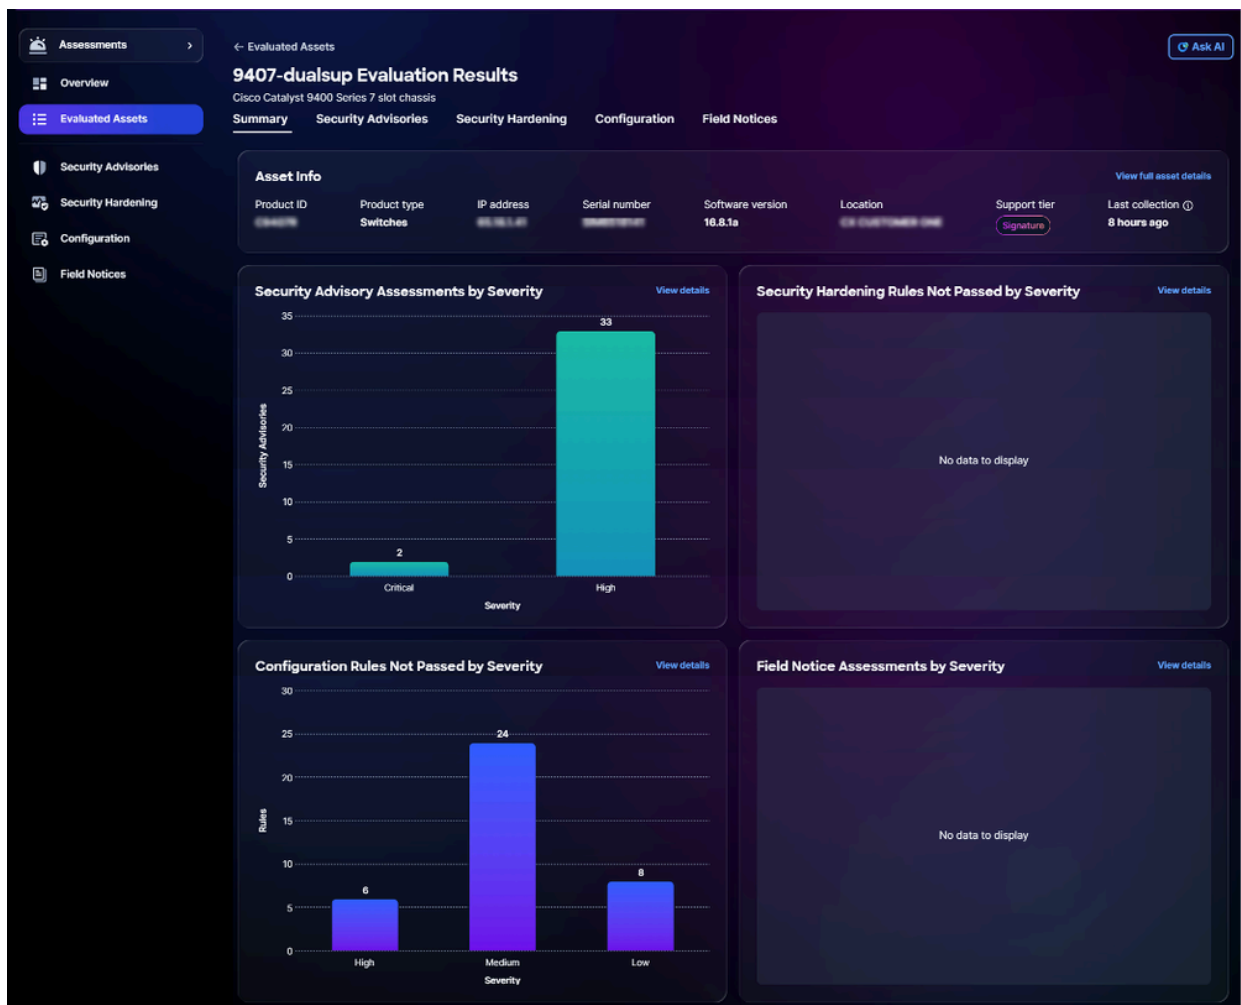 Assessments
Overview
Evaluated Assets
Security Advisories
Security Hardening
Configuration
Field Notices
← Evaluated Assets
Ask AI
9407-dualsup Evaluation Results
Cisco Catalyst 9400 Series 7 slot chassis
Summary Security Advisories Security Hardening Configuration Field Notices
Asset Info
View full asset details
Product ID Product type IP address Serial number Software version Location Support tier Last collection
Switches 16.8.1a Signature 8 hours ago
Security Advisory Assessments by Severity
View details
35
30
25
20
15
10
5
0
Security Advisories
2
33
Critical High
Severity
Security Hardening Rules Not Passed by Severity
View details
No data to display
Configuration Rules Not Passed by Severity
View details
30
25
20
15
10
5
0
Rules
6
24
8
High Medium Low
Severity
Field Notice Assessments by Severity
View details
No data to display